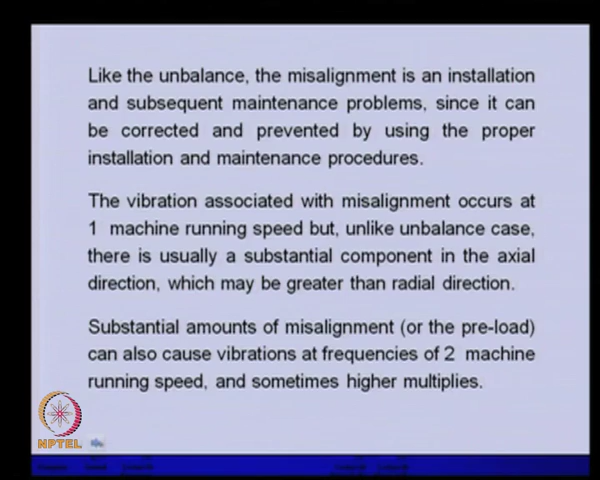 Like the unbalance, the misalignment is an installation
and subsequent maintenance problems, since it can
be corrected and prevented by using the proper
installation and maintenance procedures.
The vibration associated with misalignment occurs at
1 machine running speed but, unlike unbalance case,
there is usually a substantial component in the axial
direction, which may be greater than radial direction.
Substantial amounts of misalignment (or the pre-load)
can also cause vibrations at frequencies of 2 machine
running speed, and sometimes higher multiplies.
NPTEL